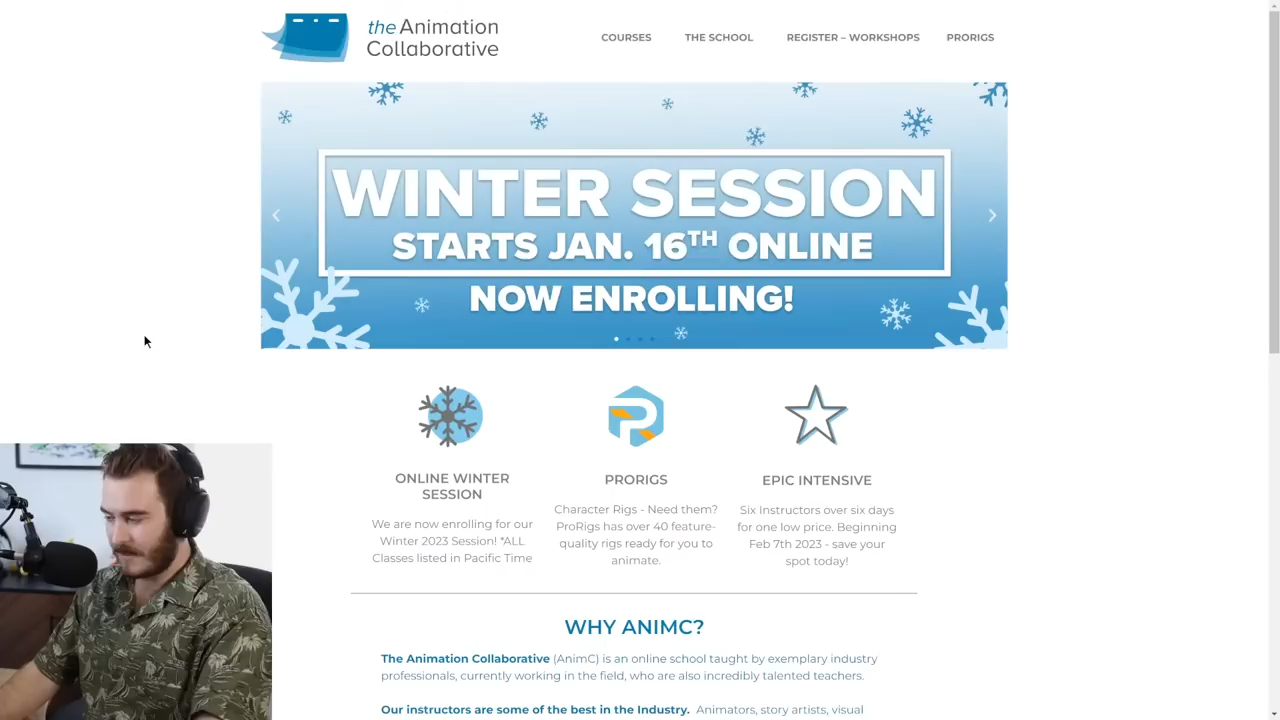 the Animation
Collaborative
COURSES
THE SCHOOL
REGISTER – WORKSHOPS
PRORIGS
WINTER SESSION
STARTS JAN. 16TH ONLINE
NOW ENROLLING!
ONLINE WINTER
SESSION
We are now enrolling for our
Winter 2023 Session! *ALL
Classes listed in Pacific Time
PRORIGS
Character Rigs - Need them?
ProRigs has over 40 feature-
quality rigs ready for you to
animate.
EPIC INTENSIVE
Six Instructors over six days
for one low price. Beginning
Feb 7th 2023 - save your
spot today!
WHY ANIMC?
The Animation Collaborative (AnimC) is an online school taught by exemplary industry
professionals, currently working in the field, who are also incredibly talented teachers.
Our instructors are some of the best in the Industry. Animators, story artists, visual